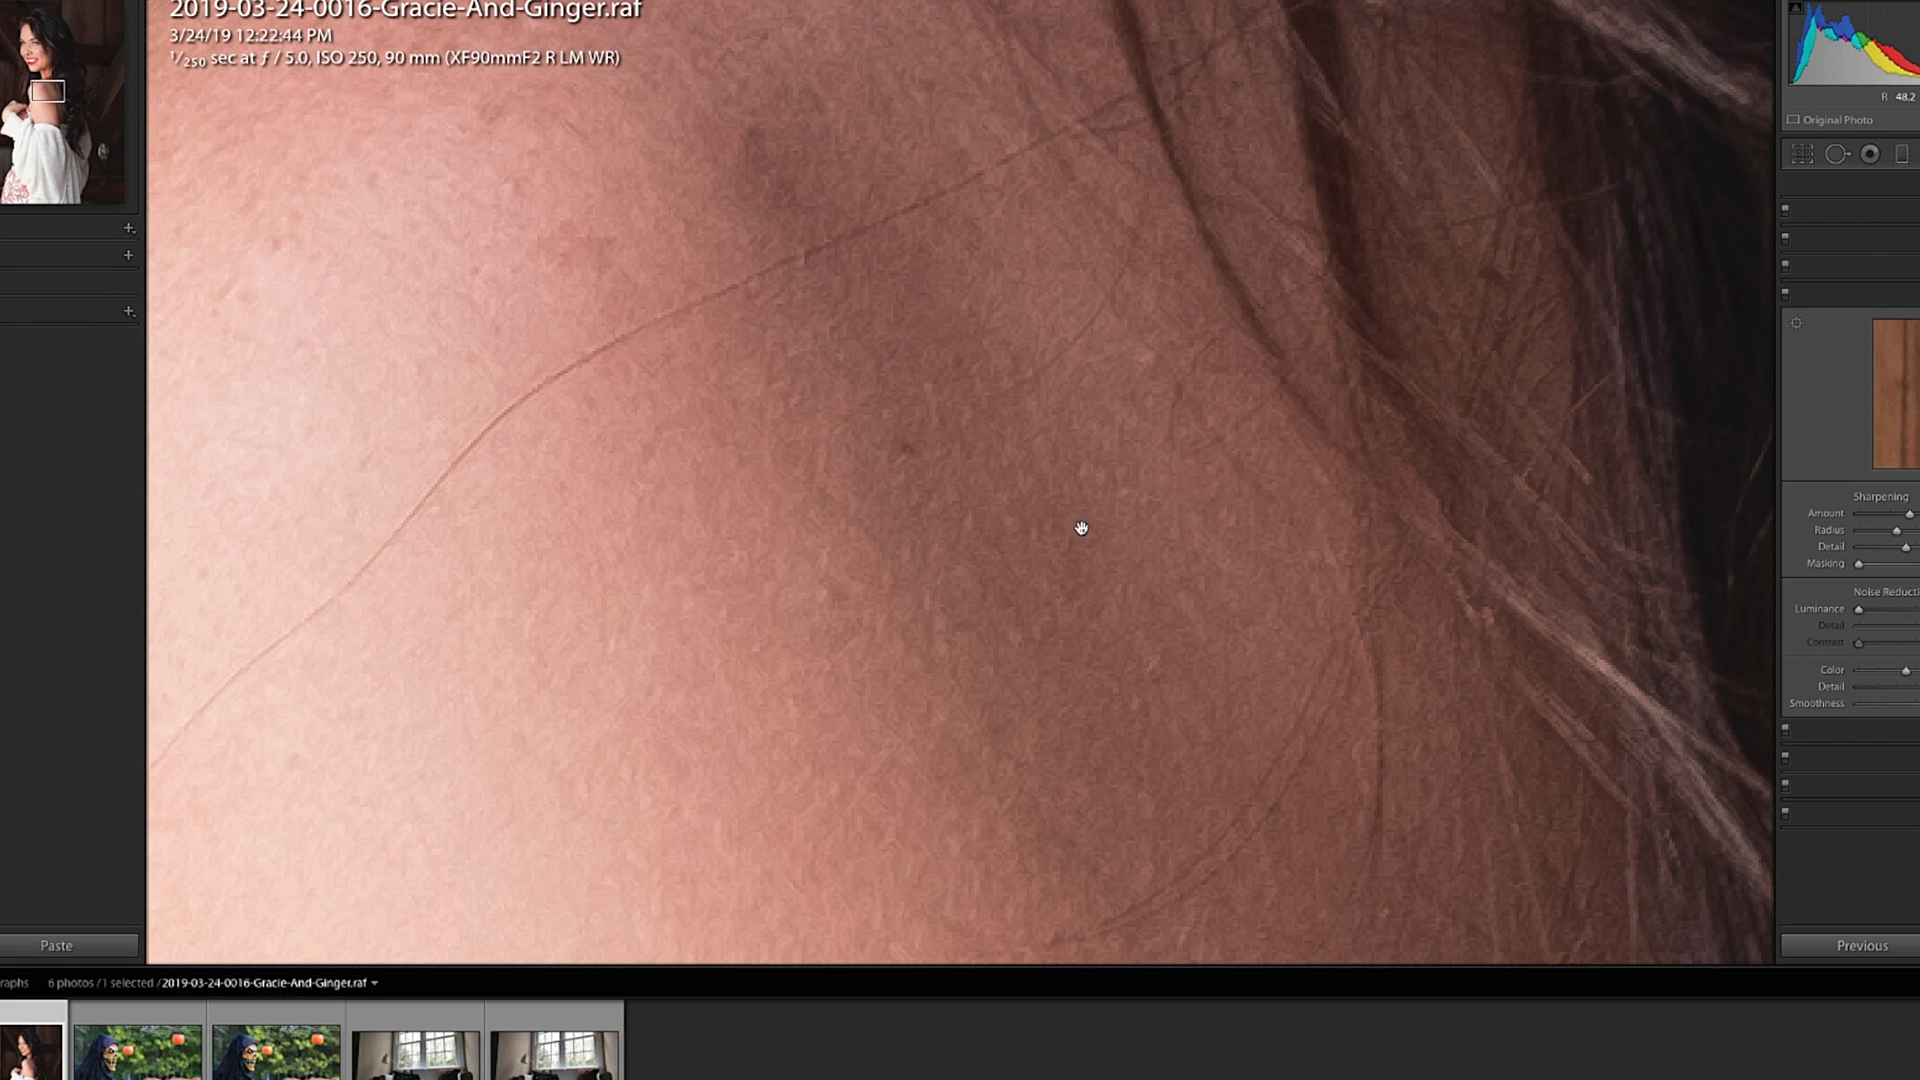 2019-03-24-0016-Gracie-And-Ginger.raf
3/24/19 12:22:44 PM
1/250 sec at ƒ / 5.0, ISO 250, 90 mm (XF90mmF2 R LM WR)
R 48.2
Original Photo
Sharpening
Amount
Radius
Detail
Masking
Noise Reducti
Luminance
Detail
Contrast
Color
Detail
Smoothness
Paste
Previous
raphs 6 photos / 1 selected / 2019-03-24-0016-Gracie-And-Ginger.raf